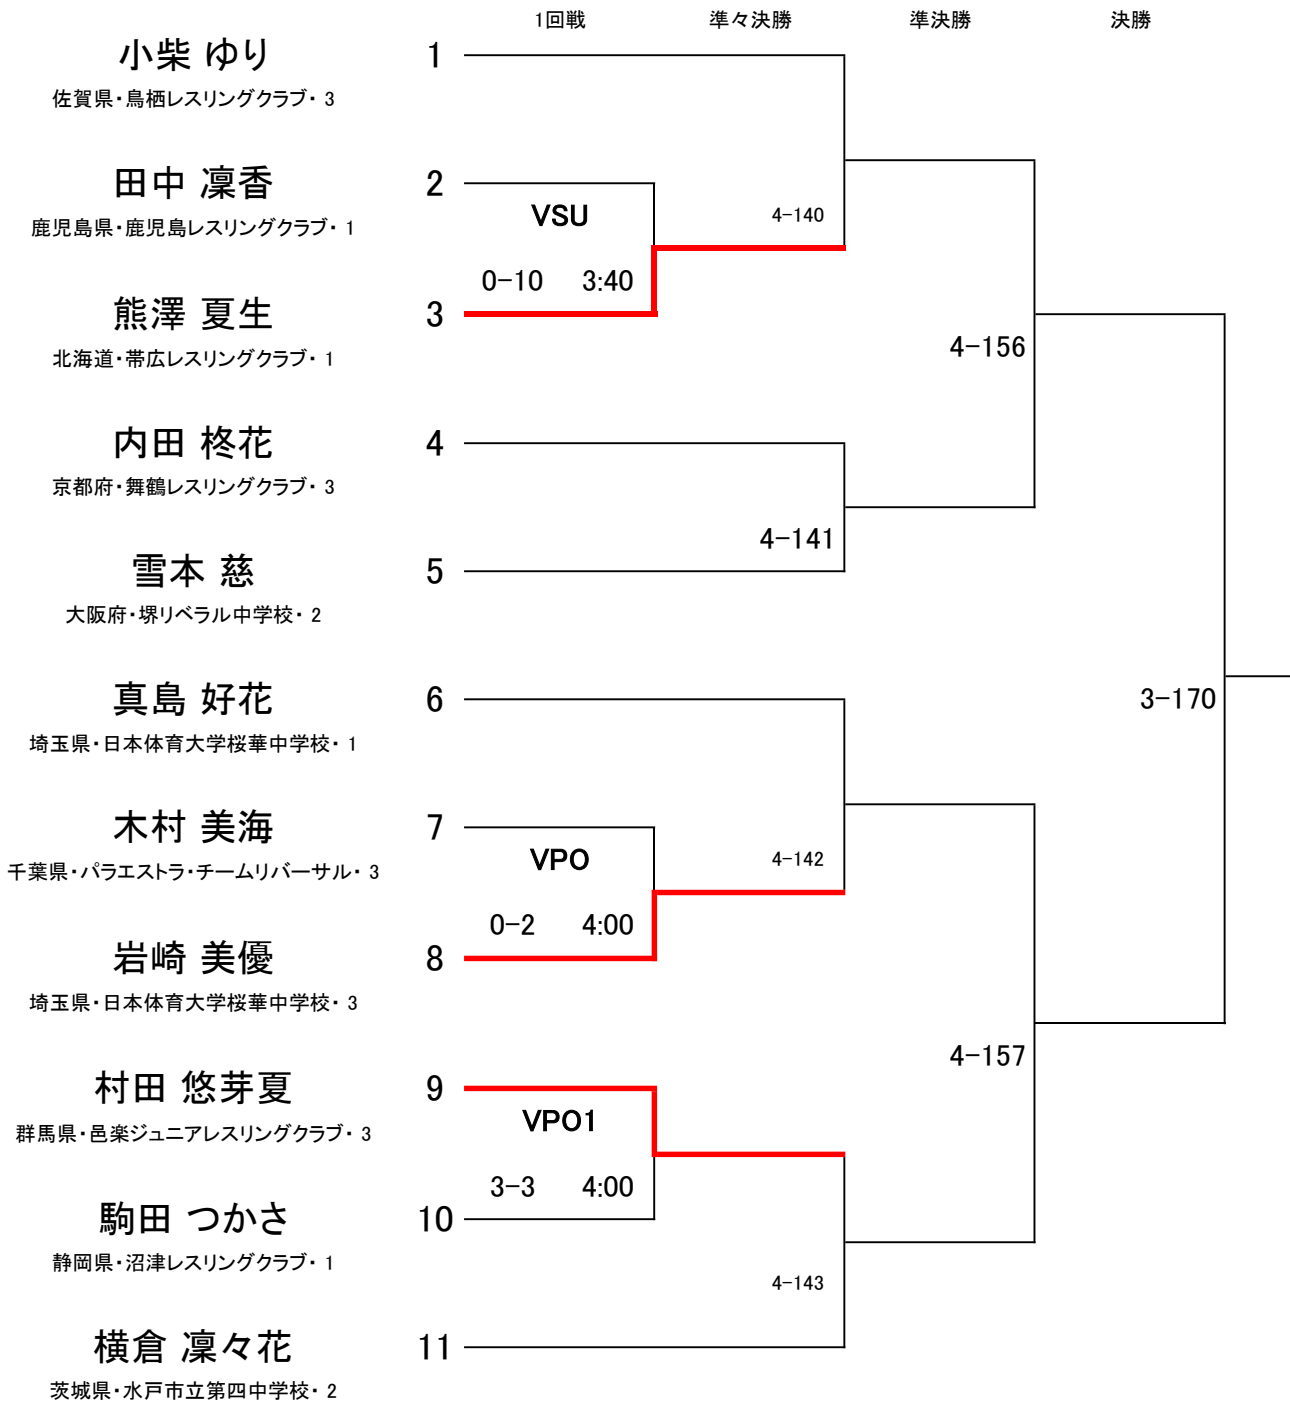 1回戦 準々決勝 準決勝 決勝
小柴 ゆり 1
佐賀県・鳥栖レスリングクラブ・ 3
田中 凜香 2
VSU 4-140
鹿児島県・鹿児島レスリングクラブ・ 1
0-10 3:40
熊澤 夏生 3
北海道・帯広レスリングクラブ・ 1
4-156
内田 柊花 4
京都府・舞鶴レスリングクラブ・ 3
4-141
雪本 慈 5
大阪府・堺リベラル中学校・ 2
真島 好花 6
3-170
埼玉県・日本体育大学桜華中学校・ 1
木村 美海 7
VPO 4-142
千葉県・パラエストラ・チームリバーサル・ 3
0-2 4:00
岩崎 美優 8
埼玉県・日本体育大学桜華中学校・ 3
4-157
村田 悠芽夏 9
VPO1
群馬県・邑楽ジュニアレスリングクラブ・ 3
3-3 4:00
駒田 つかさ 10
静岡県・沼津レスリングクラブ・ 1
4-143
横倉 凜々花 11
茨城県・水戸市立第四中学校・ 2